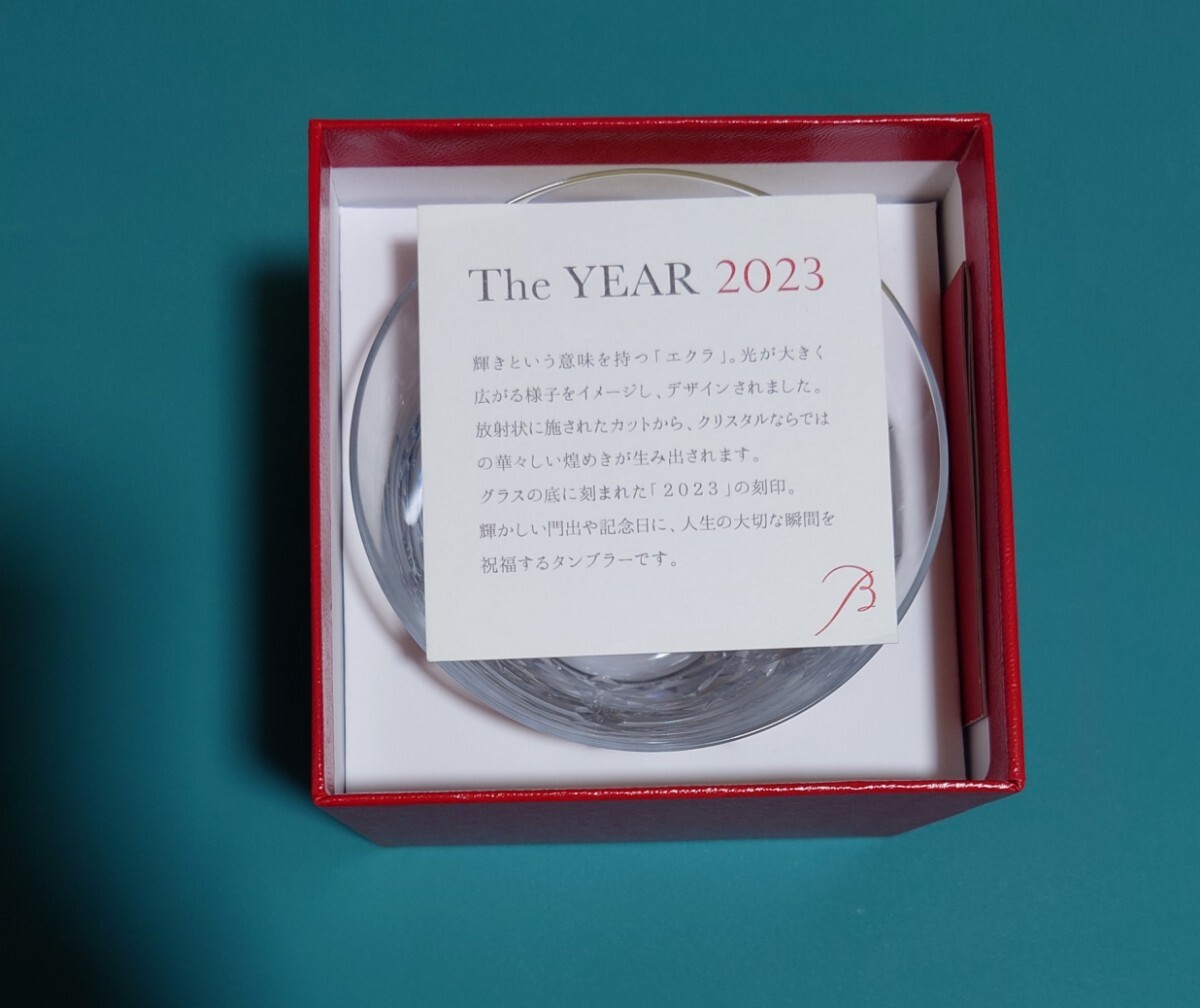 The YEAR 2023
輝きという意味を持つ「エクラ」。光が大きく
広がる様子をイメージし、デザインされました。
放射状に施されたカットから、クリスタルならでは
の華々しい煌めきが生み出されます。
グラスの底に刻まれた「2023」の刻印。
輝かしい門出や記念日に、人生の大切な瞬間を
祝福するタンブラーです。
B